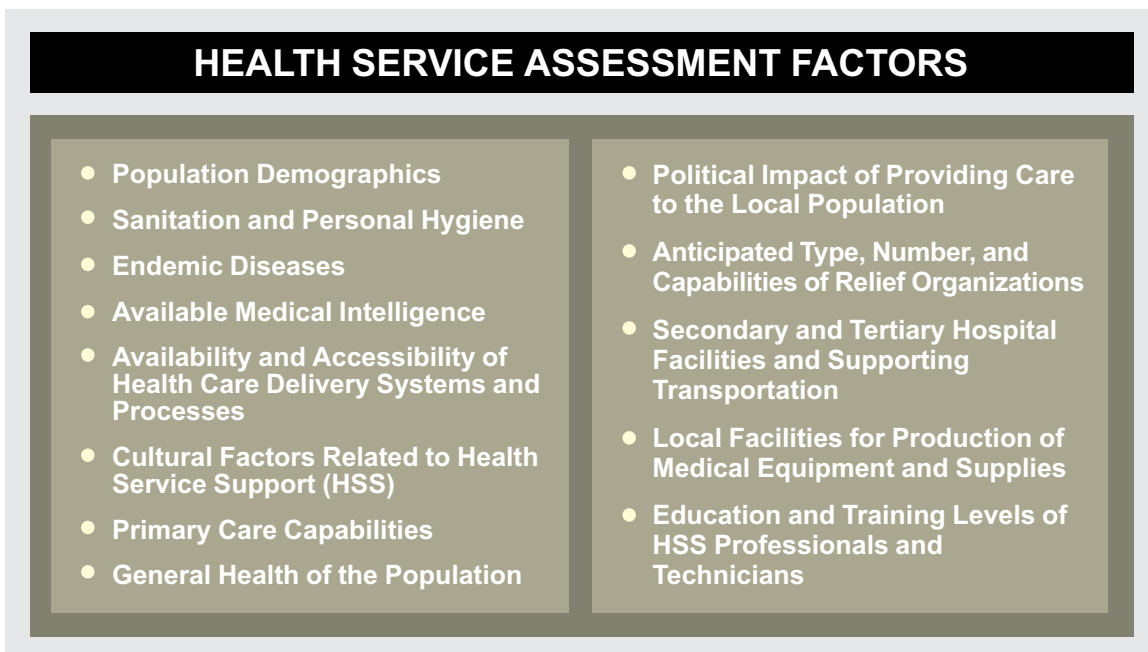 HEALTH SERVICE ASSESSMENT FACTORS
Population Demographics
Sanitation and Personal Hygiene
Endemic Diseases
Available Medical Intelligence
Availability and Accessibility of
Health Care Delivery Systems and
Processes
Cultural Factors Related to Health
Service Support (HSS)
Primary Care Capabilities
General Health of the Population
Political Impact of Providing Care
to the Local Population
Anticipated Type, Number, and
Capabilities of Relief Organizations
Secondary and Tertiary Hospital
Facilities and Supporting
Transportation
Local Facilities for Production of
Medical Equipment and Supplies
Education and Training Levels of
HSS Professionals and
Technicians